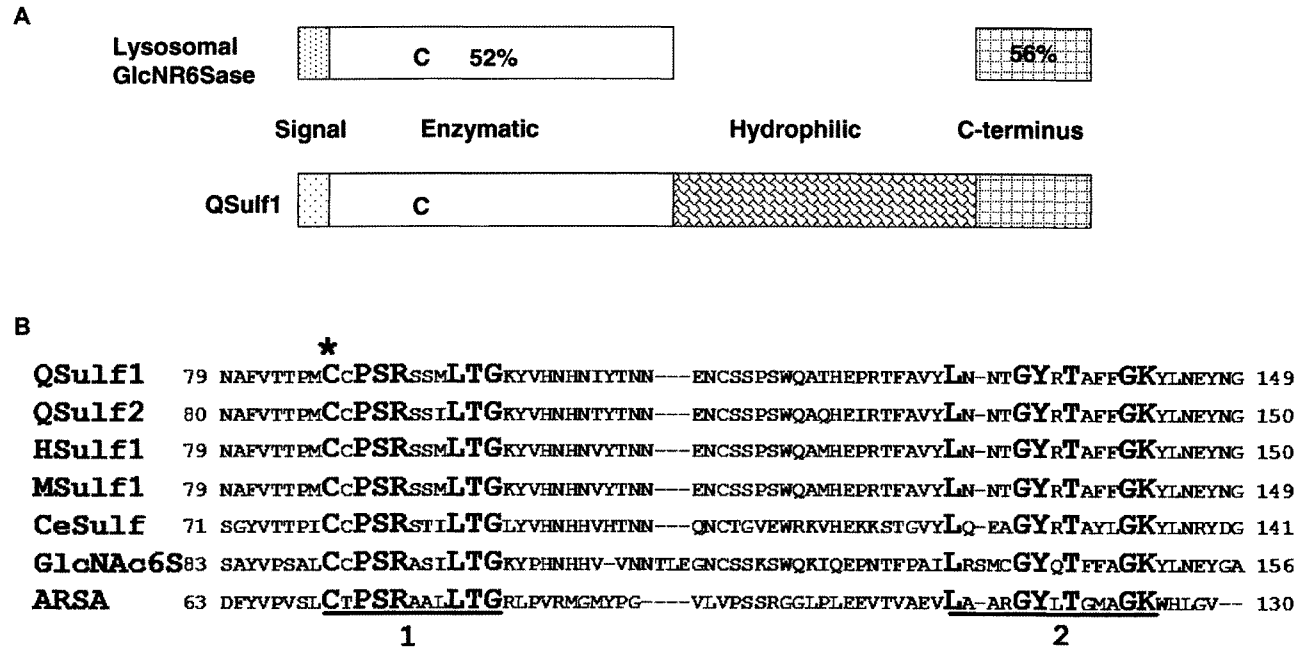 A
Lysosomal
GlcNR6Sase
C 52%
56%
Signal Enzymatic Hydrophilic C-terminus
QSulf1
C
B
*
QSulf1 79 NAFVTTPMCCPSRSSMLTGKYVHNHNIYTNN---ENCSSPSWQATHEPRTFAVYLN-NTGYRTAFFGKYLNEYNG 149
QSulf2 80 NAFVTTPMCCPSRSSILTGKYVHNHNTYTNN---ENCSSPSWQAQHEIRTFAVYLN-NTGYRTAFFGKYLNEYNG 150
HSulf1 79 NAFVTTPMCCPSRSSMLTGKYVHNHNVYTNN---ENCSSPSWQAMHEPRTFAVYLN-NTGYRTAFFGKYLNEYNG 150
MSulf1 79 NAFVTTPMCCPSRSSMLTGKYVHNHNVYTNN---ENCSSPSWQAMHEPRTFAVYLN-NTGYRTAFFGKYLNEYNG 149
CeSulf 71 SGYVTTPICCPSRSTILTGLYVHNHHVHTNN---QNCTGVEWRKVHEKKSTGVYLQ-EAGYRTAYLGKYLNRYDG 141
GlcNAc6S83 SAYVPSALCCPSRASILTGKYPHNHHV-VNNTLEGNCSSKSWQKIQEPNTFPAILRSMCGYQTFFAGKYLNEYGA 156
ARSA 63 DFYVPVSLCTPSRAALLTGRLPVRMGMYPG----VLVPSSRGGLPLEEVTVAEVLA-ARGYLTGMAGKWHLGV-- 130
1 2